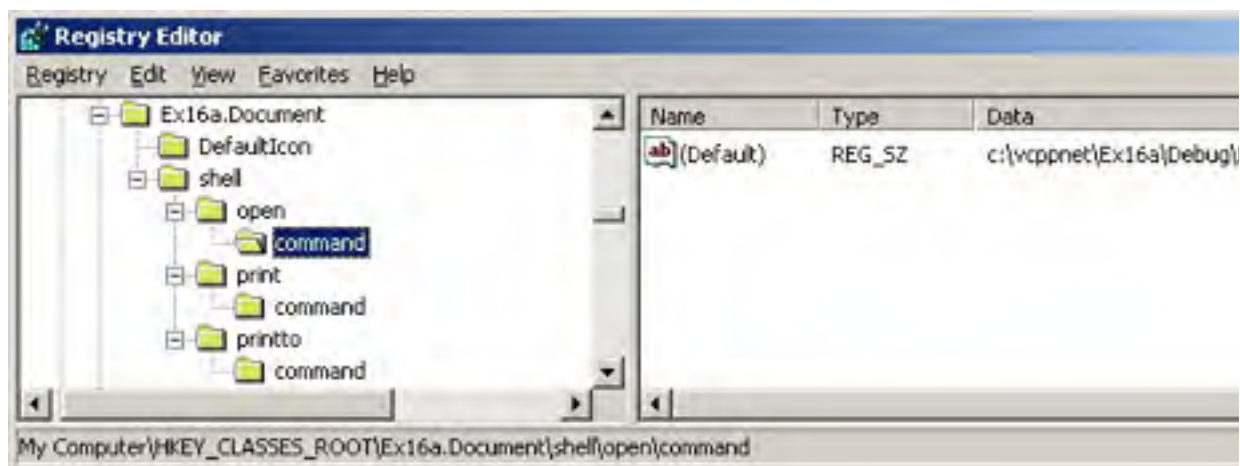 Registry Editor
Registry Edit View Favorites Help
Ex16a.Document
DefaultIcon
shell
open
command
print
command
printto
command
Name Type Data
ab (Default) REG_SZ c:\vcppnet\Ex16a\Debug\
My Computer\HKEY_CLASSES_ROOT\Ex16a.Document\shell\open\command